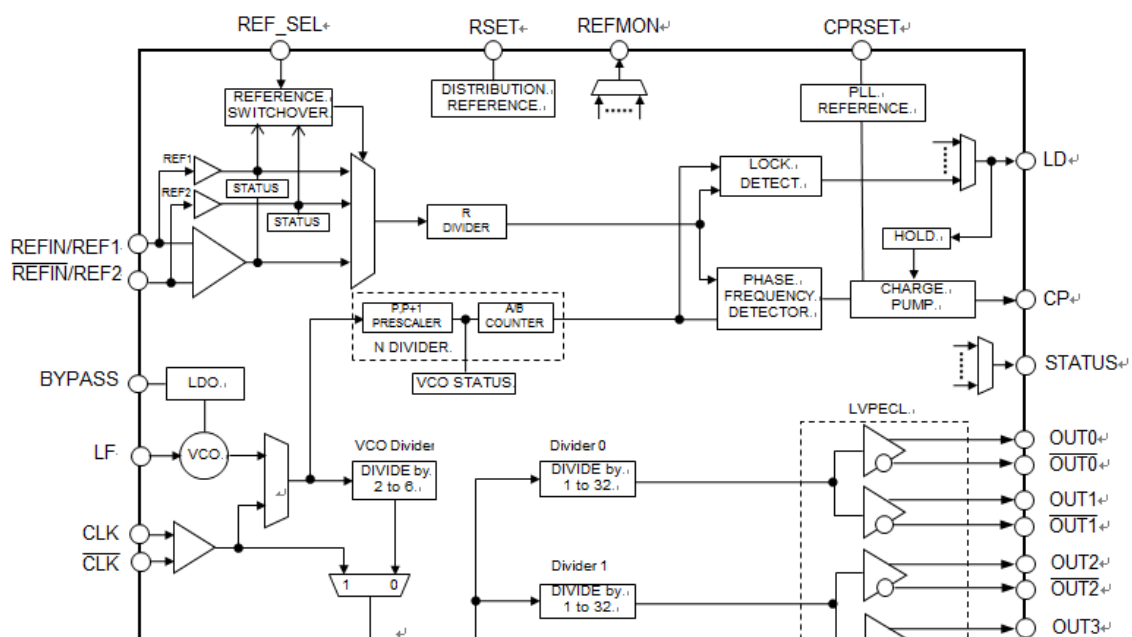 REF_SEL
RSET
REFMON
CPRSET
REFERENCE
SWITCHOVER
DISTRIBUTION
REFERENCE
PLL
REFERENCE
REF1
STATUS
REF2
STATUS
LOCK
DETECT
LD
R
DIVIDER
HOLD
REFIN/REF1
REFIN/REF2
PHASE
FREQUENCY
DETECTOR
CHARGE
PUMP
CP
P,P+1
PRESCALER
A/B
COUNTER
N DIVIDER
VCO STATUS
STATUS
BYPASS
LDO
LVPECL
LF
VCO
VCO Divider
DIVIDE by
2 to 6
Divider 0
DIVIDE by
1 to 32
OUT0
OUT0
OUT1
OUT1
CLK
CLK
1 0
Divider 1
DIVIDE by
1 to 32
OUT2
OUT2
OUT3